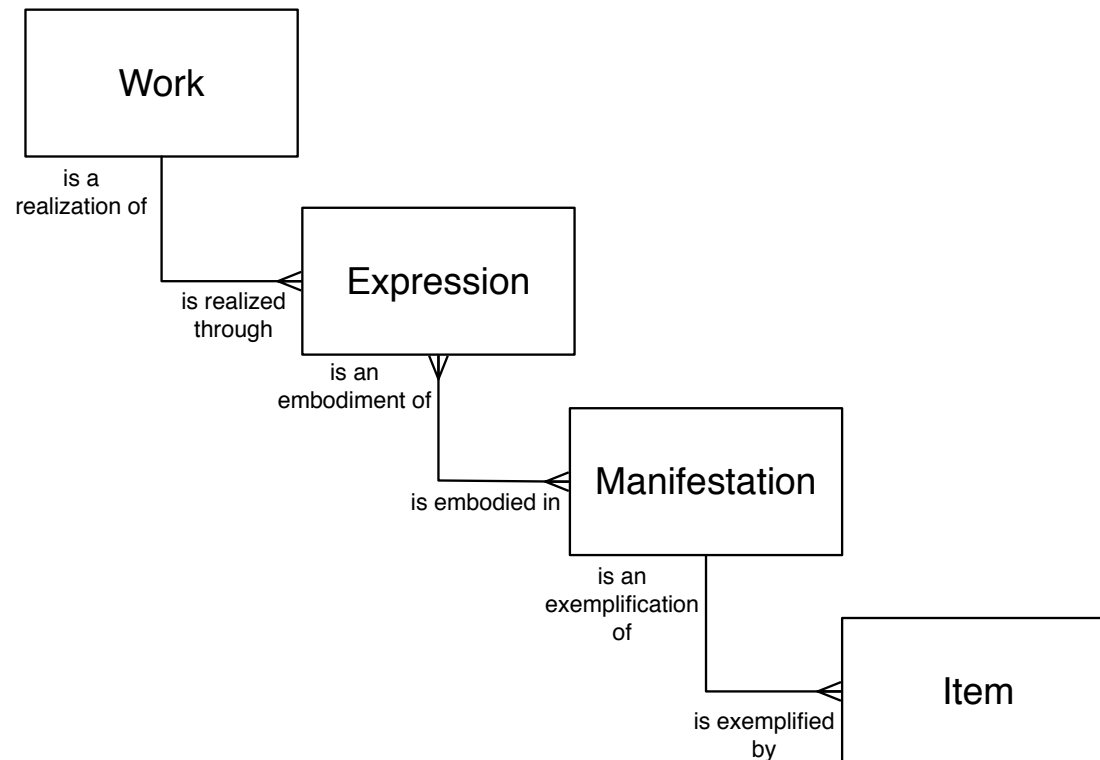 Work
is a
realization of
Expression
is realized
through
is an
embodiment of
Manifestation
is embodied in
is an
exemplification
of
Item
is exemplified
by